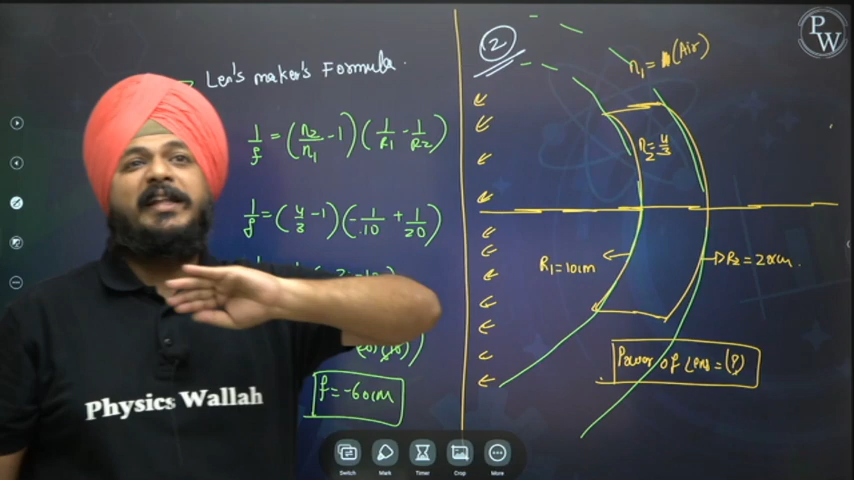 Len's maker's Formula.
1/f = (n2/n1 - 1)(1/R1 - 1/R2)
1/f = (4/3 - 1)(-1/10 + 1/20)
f = -60cm
Physics Wallah
2
n1 = (Air)
n2 = 4/3
R1 = 10cm
R2 = 20cm.
Power of Lens = (?)
PW
Switch
Mark
Timer
Crop
More